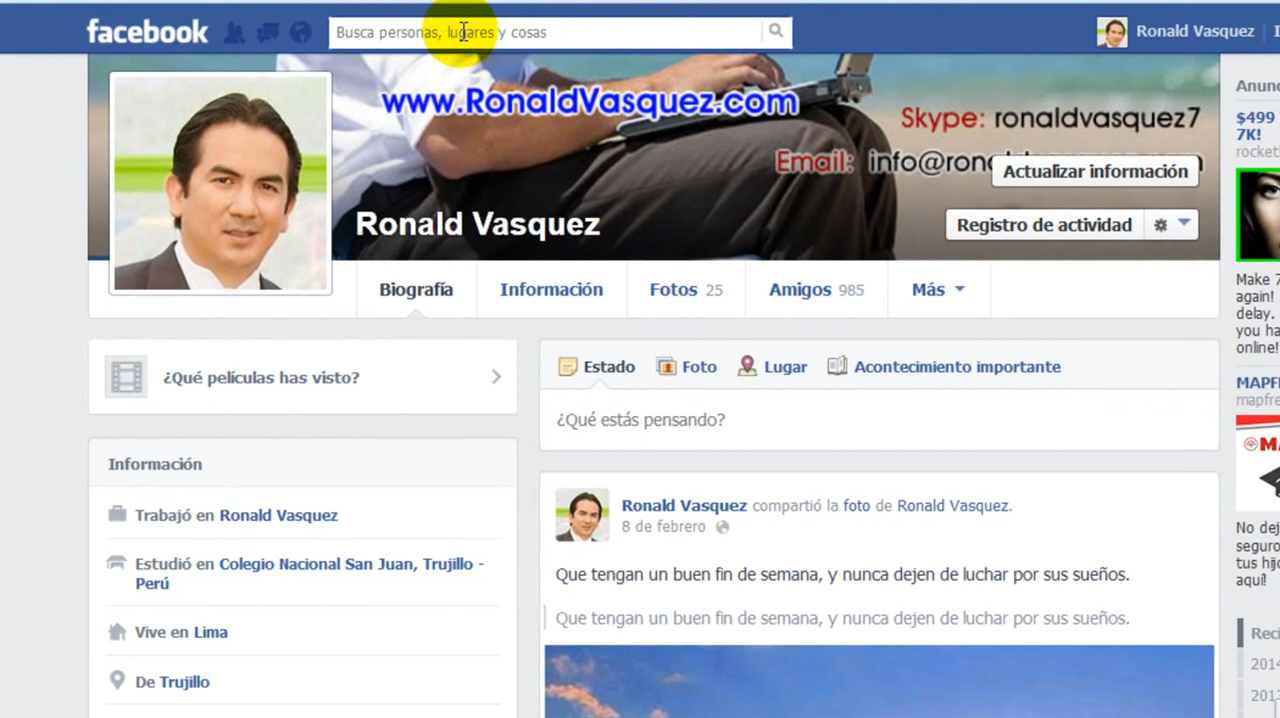 facebook
Busca personas, lugares y cosas
Ronald Vasquez
www.RonaldVasquez.com
Skype: ronaldvasquez7
Email: info@ron
Actualizar información
Ronald Vasquez
Registro de actividad
Biografía
Información
Fotos 25
Amigos 985
Más
¿Qué películas has visto?
Estado
Foto
Lugar
Acontecimiento importante
¿Qué estás pensando?
Información
Trabajó en Ronald Vasquez
Estudió en Colegio Nacional San Juan, Trujillo -
Perú
Vive en Lima
De Trujillo
Ronald Vasquez compartió la foto de Ronald Vasquez.
8 de febrero
Que tengan un buen fin de semana, y nunca dejen de luchar por sus sueños.
Que tengan un buen fin de semana, y nunca dejen de luchar por sus sueños.
$499
7K!
Make 7
again!
delay.
you ha
online!
MAPF
mapfre
No dej
seguro
tus hijo
aquí!
2014